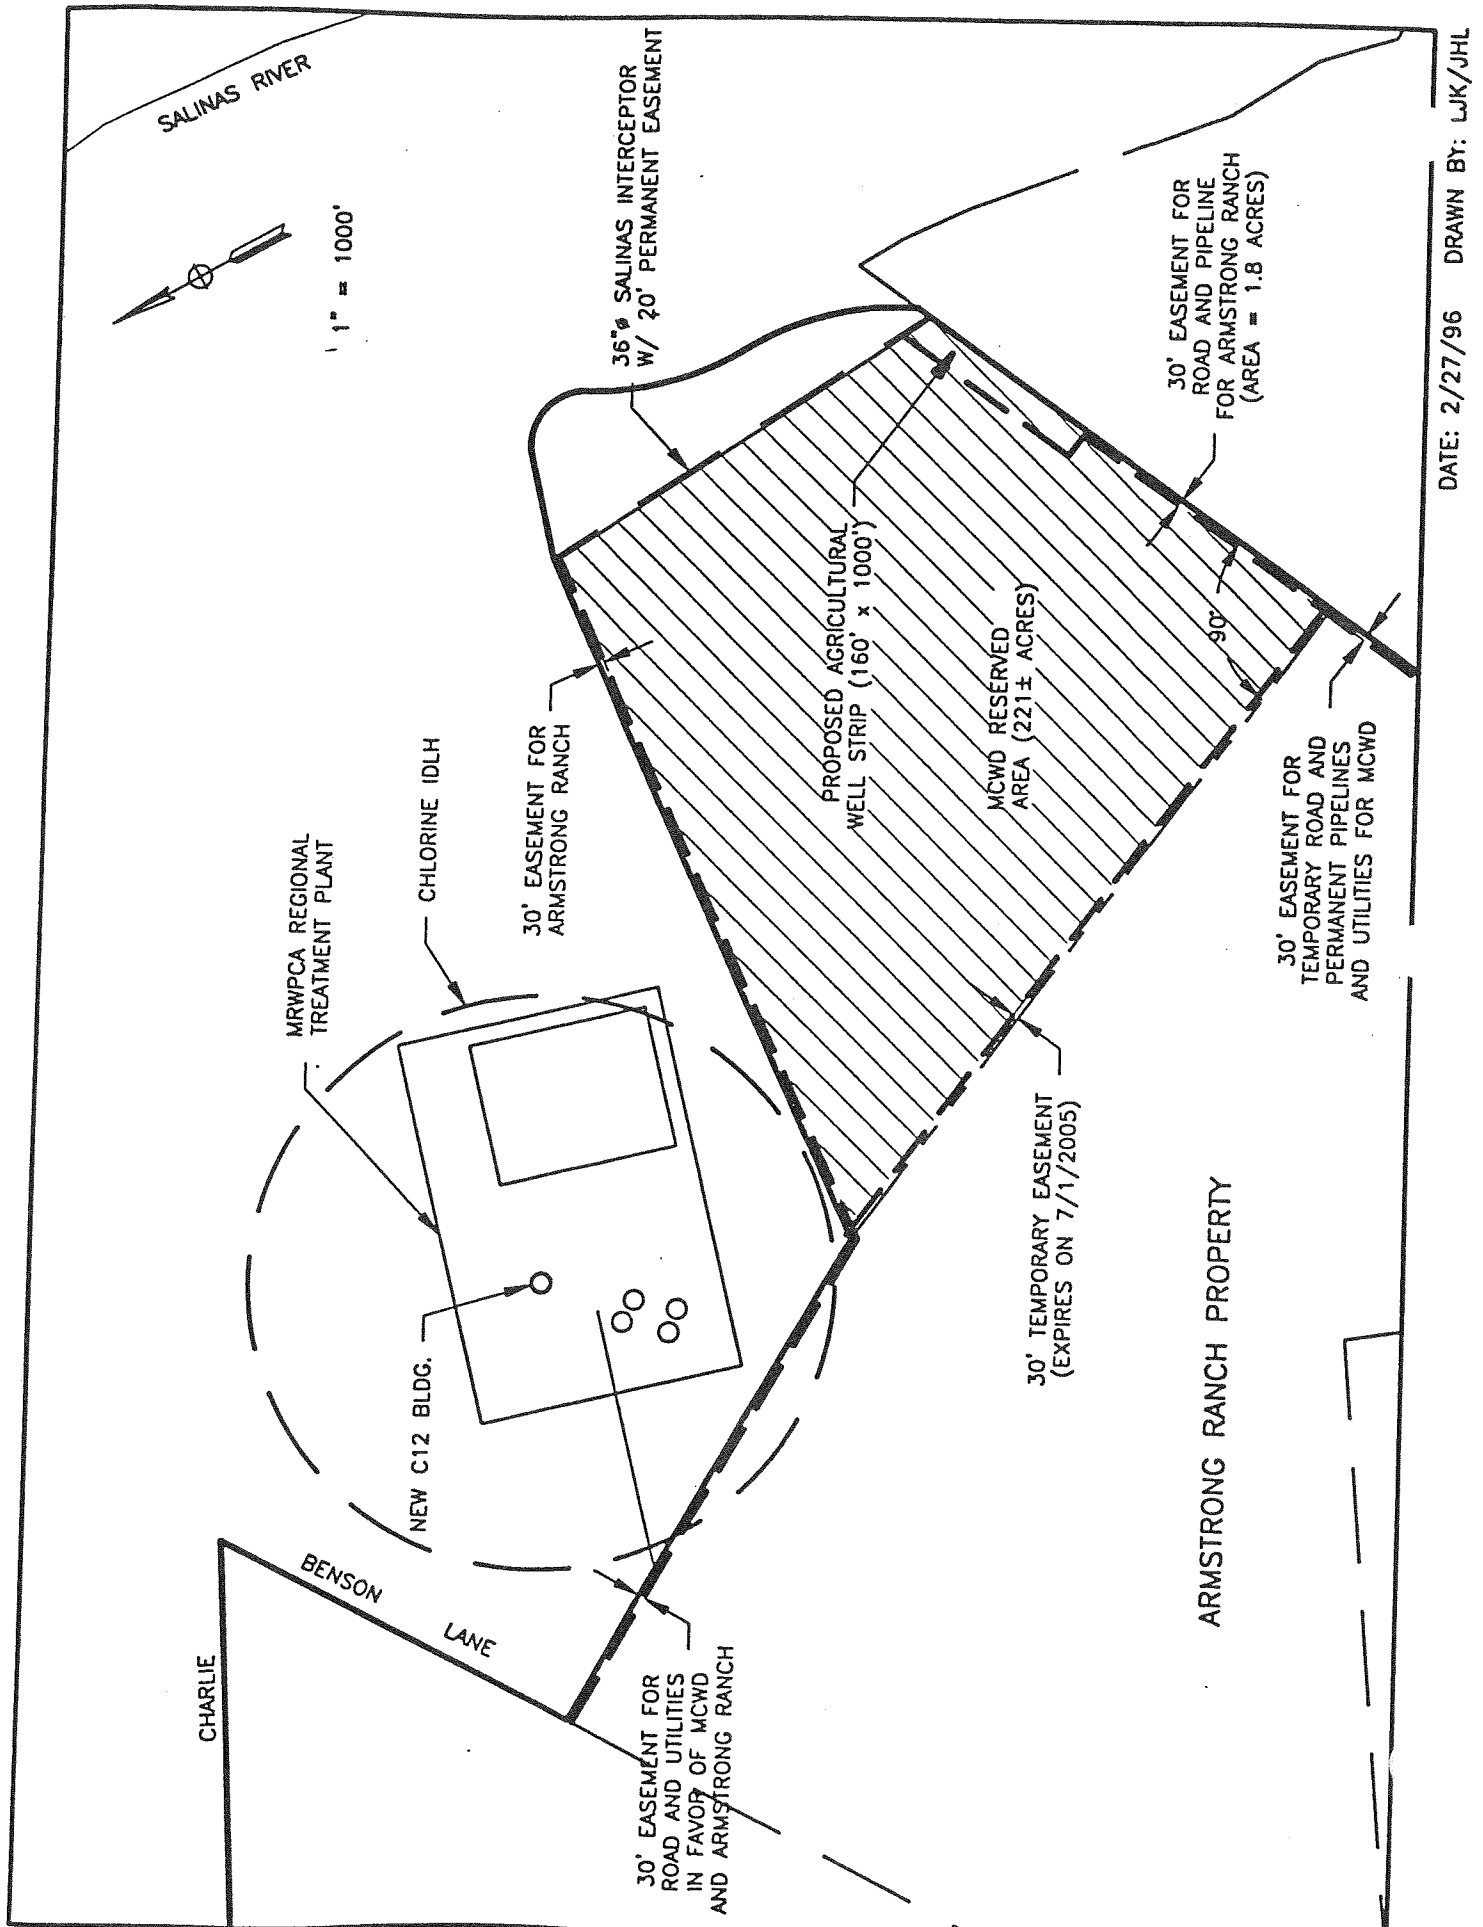 SALINAS RIVER
1" = 1000'
36"ø SALINAS INTERCEPTOR
W/ 20' PERMANENT EASEMENT
30' EASEMENT FOR
ROAD AND PIPELINE
FOR ARMSTRONG RANCH
(AREA = 1.8 ACRES)
MRWPCA REGIONAL
TREATMENT PLANT
CHLORINE IDLH
30' EASEMENT FOR
ARMSTRONG RANCH
PROPOSED AGRICULTURAL
WELL STRIP (160' x 1000')
MCWD RESERVED
AREA (221± ACRES)
90°
30' EASEMENT FOR
TEMPORARY ROAD AND
PERMANENT PIPELINES
AND UTILITIES FOR MCWD
NEW C12 BLDG.
30' TEMPORARY EASEMENT
(EXPIRES ON 7/1/2005)
CHARLIE
BENSON
LANE
30' EASEMENT FOR
ROAD AND UTILITIES
IN FAVOR OF MCWD
AND ARMSTRONG RANCH
ARMSTRONG RANCH PROPERTY
DATE: 2/27/96 DRAWN BY: LJK/JHL